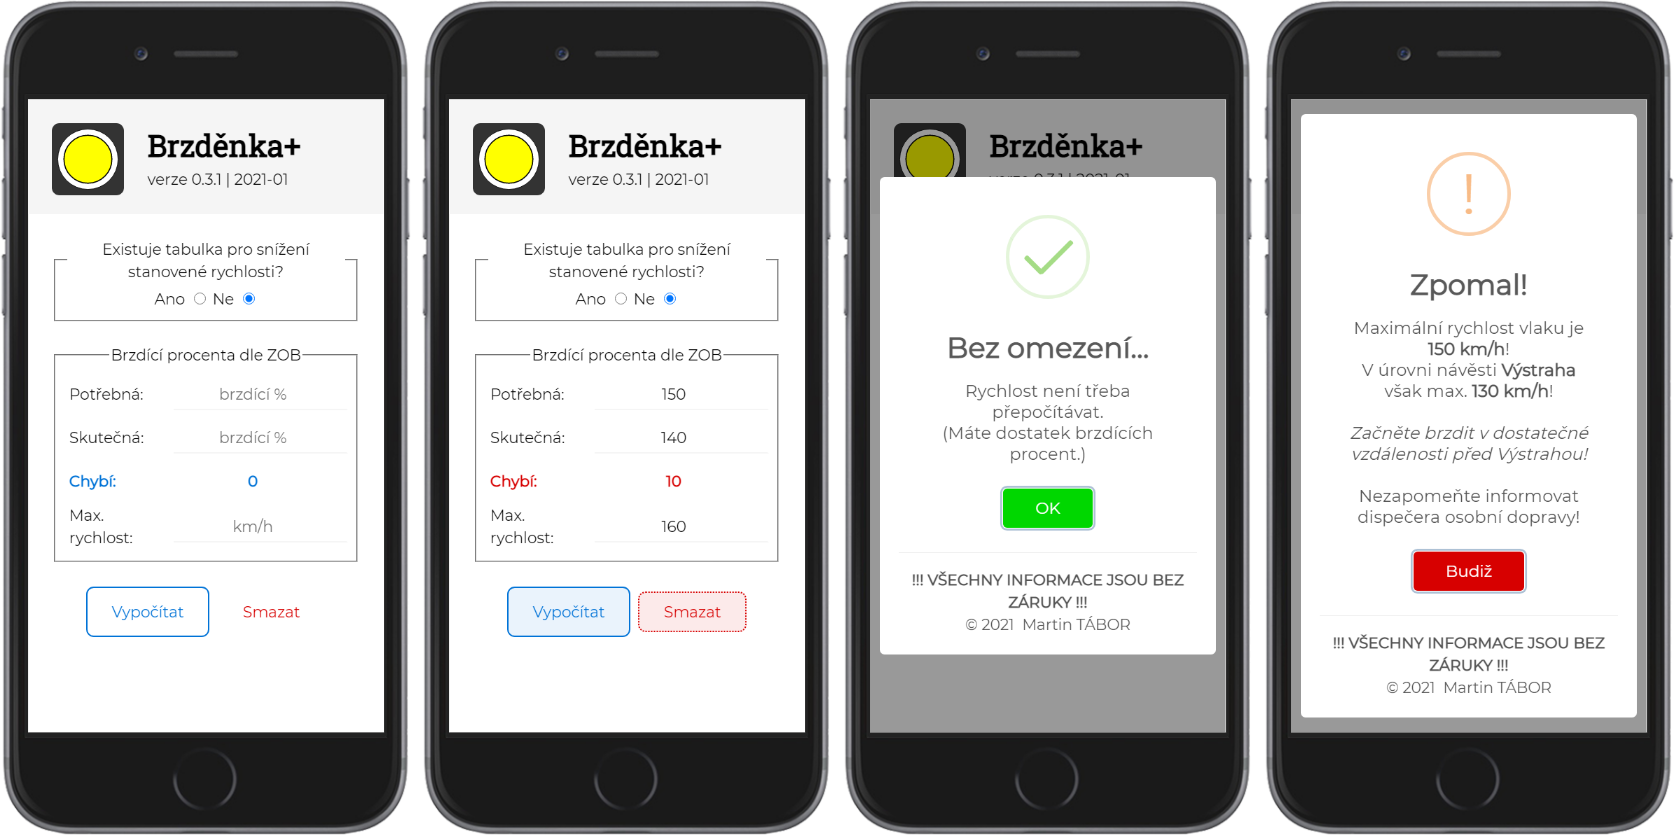 Brzděnka+
verze 0.3.1 | 2021-01
Existuje tabulka pro snížení
stanovené rychlosti?
Ano Ne
Brzdící procenta dle ZOB
Potřebná: brzdící %
Skutečná: brzdící %
Chybí: 0
Max.
rychlost: km/h
Vypočítat Smazat
Brzděnka+
verze 0.3.1 | 2021-01
Existuje tabulka pro snížení
stanovené rychlosti?
Ano Ne
Brzdící procenta dle ZOB
Potřebná: 150
Skutečná: 140
Chybí: 10
Max.
rychlost: 160
Vypočítat Smazat
Brzděnka+
verze 0.3.1 | 2021-01
Bez omezení...
Rychlost není třeba
přepočítávat.
(Máte dostatek brzdících
procent.)
OK
!!! VŠECHNY INFORMACE JSOU BEZ
ZÁRUKY !!!
© 2021 Martin TÁBOR
Zpomal!
Maximální rychlost vlaku je
150 km/h!
V úrovni návěsti Výstraha
však max. 130 km/h!
Začněte brzdit v dostatečné
vzdálenosti před Výstrahou!
Nezapomeňte informovat
dispečera osobní dopravy!
Budiž
!!! VŠECHNY INFORMACE JSOU BEZ
ZÁRUKY !!!
© 2021 Martin TÁBOR